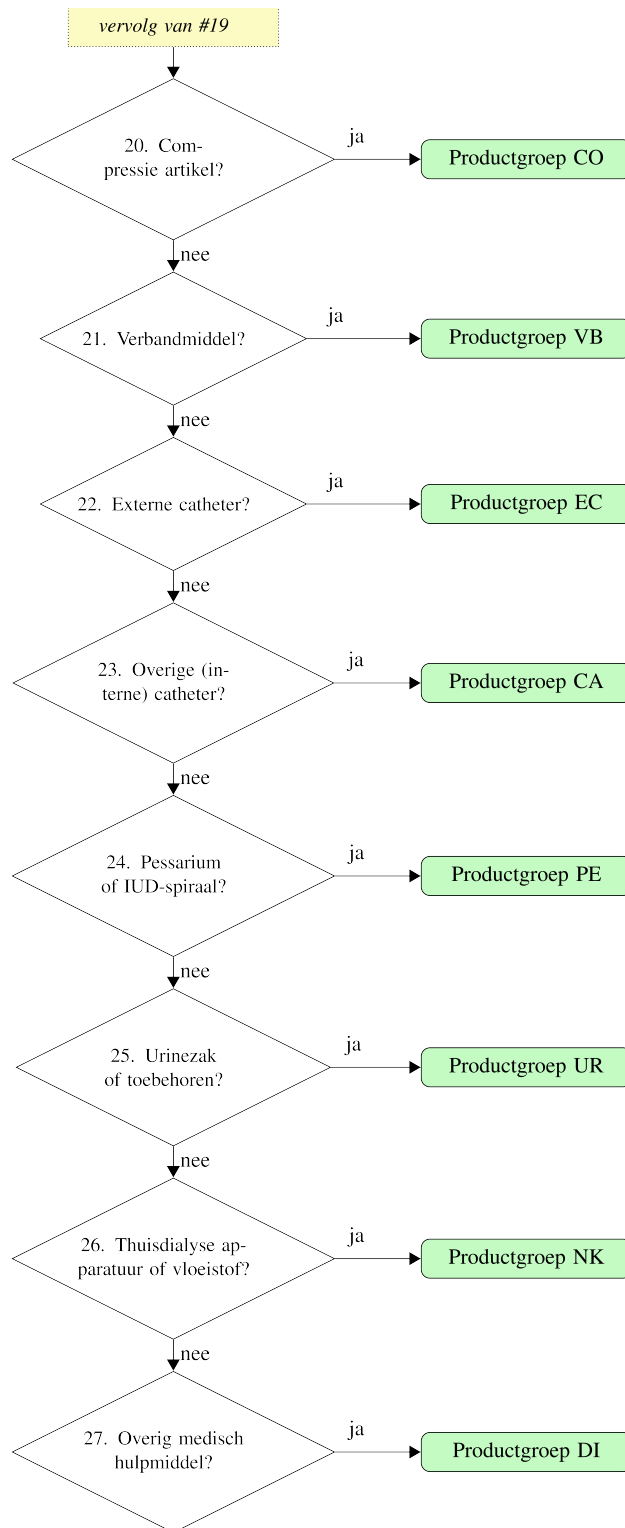 vervolg van #19
20. Com-
pressie artikel?
ja
Productgroep CO
nee
21. Verbandmiddel?
ja
Productgroep VB
nee
22. Externe catheter?
ja
Productgroep EC
nee
23. Overige (in-
terne) catheter?
ja
Productgroep CA
nee
24. Pessarium
of IUD-spiraal?
ja
Productgroep PE
nee
25. Urinezak
of toebehoren?
ja
Productgroep UR
nee
26. Thuisdialyse ap-
paratuur of vloeistof?
ja
Productgroep NK
nee
27. Overig medisch
hulpmiddel?
ja
Productgroep DI